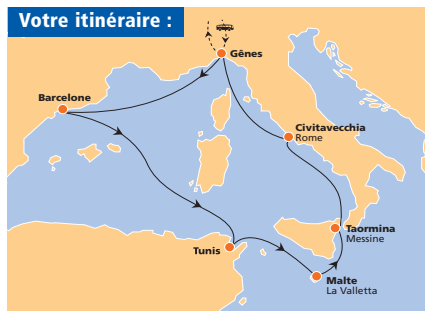 Votre itinéraire :
Gênes
Barcelone
Civitavecchia
Rome
Taormina
Messine
Tunis
Malte
La Valletta